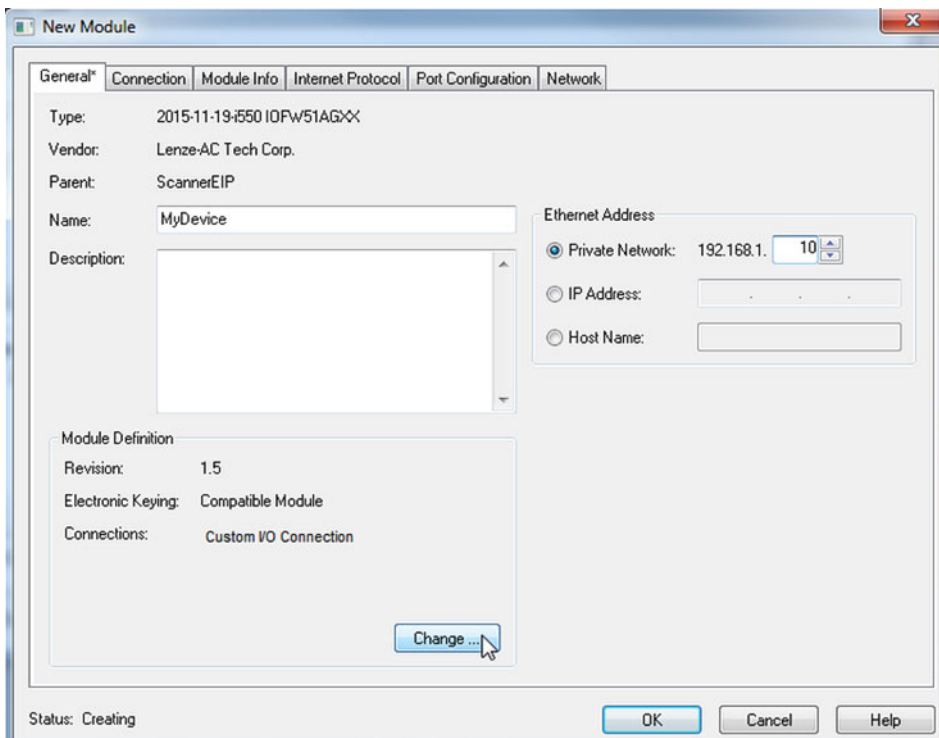 New Module
General* Connection Module Info Internet Protocol Port Configuration Network
Type: 2015-11-19-i550 IOFW51AGXX
Vendor: Lenze-AC Tech Corp.
Parent: ScannerEIP
Name: MyDevice
Description:
Ethernet Address
Private Network: 192.168.1. 10
IP Address: . . .
Host Name:
Module Definition
Revision: 1.5
Electronic Keying: Compatible Module
Connections: Custom I/O Connection
Change ...
Status: Creating
OK Cancel Help